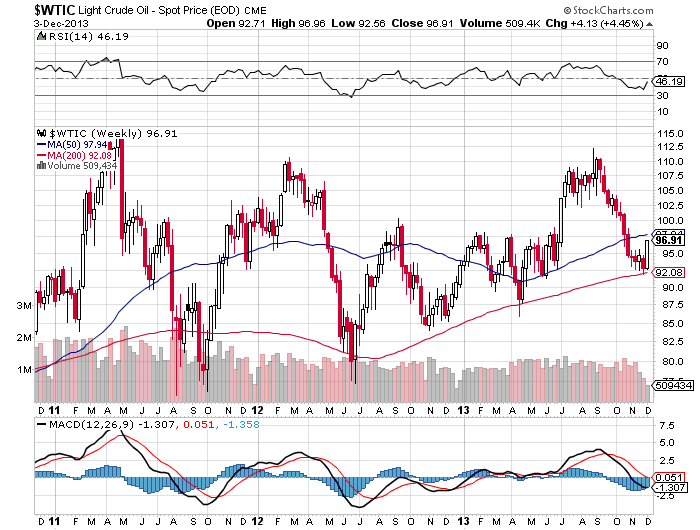 $WTIC Light Crude Oil - Spot Price (EOD) CME
© StockCharts.com
3-Dec-2013
Open 92.71 High 96.96 Low 92.56 Close 96.91 Volume 509.4K Chg +4.13 (+4.45%)
RSI(14) 46.19
90
70
50
46.19
30
10
$WTIC (Weekly) 96.91
MA(50) 97.94
MA(200) 92.08
Volume 509,434
115.0
112.5
110.0
107.5
105.0
102.5
100.0
96.91
95.0
92.08
90.0
87.5
85.0
82.5
80.0
3M
2M
1M
509434
D 11 F M A M J J A S O N D 12 F M A M J J A S O N D 13 F M A M J J A S O N D
MACD(12,26,9) -1.307, 0.051, -1.358
7.5
5.0
2.5
0.051
-1.307
-2.5
D 11 F M A M J J A S O N D 12 F M A M J J A S O N D 13 F M A M J J A S O N D